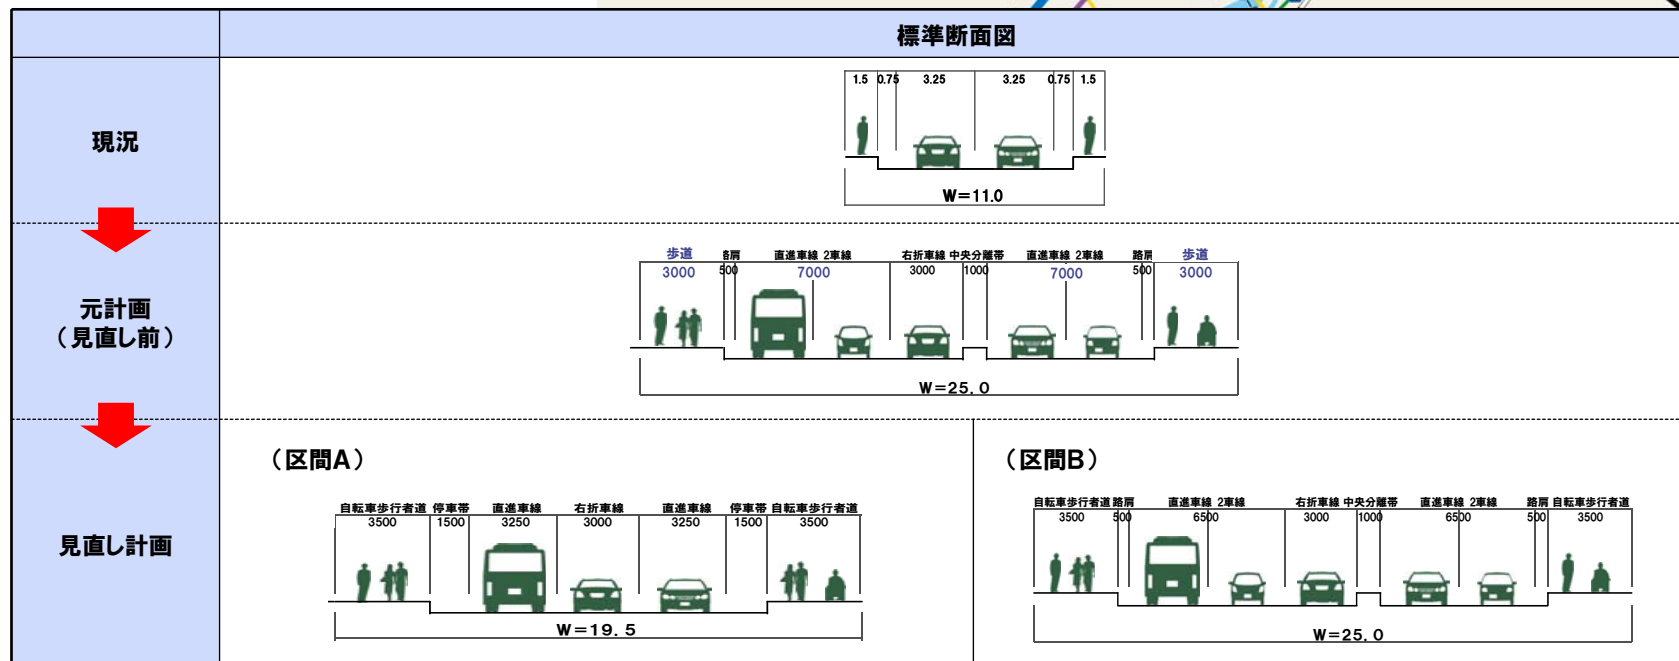 標準断面図
現況
1.5 0.75 3.25 3.25 0.75 1.5
W=11.0
元計画
(見直し前)
歩道 路肩 直進車線 2車線 右折車線 中央分離帯 直進車線 2車線 路肩 歩道
3000 500 7000 3000 1000 7000 500 3000
W=25.0
見直し計画
(区間A)
自転車歩行者道 停車帯 直進車線 右折車線 直進車線 停車帯 自転車歩行者道
3500 1500 3250 3000 3250 1500 3500
W=19.5
(区間B)
自転車歩行者道 路肩 直進車線 2車線 右折車線 中央分離帯 直進車線 2車線 路肩 自転車歩行者道
3500 500 6500 3000 1000 6500 500 3500
W=25.0